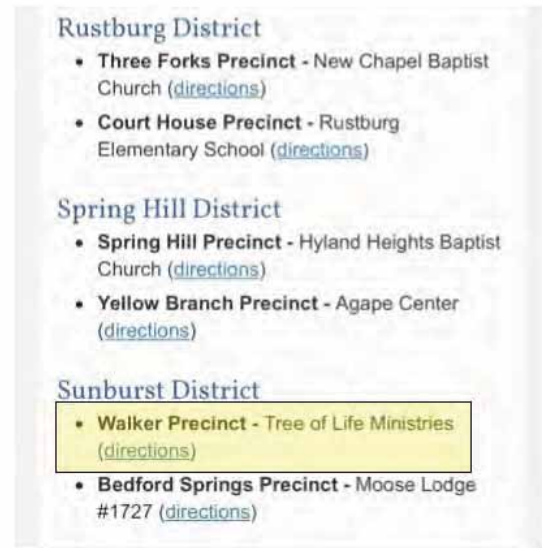 Rustburg District
• Three Forks Precinct - New Chapel Baptist
Church (directions)
• Court House Precinct - Rustburg
Elementary School (directions)
Spring Hill District
• Spring Hill Precinct - Hyland Heights Baptist
Church (directions)
• Yellow Branch Precinct - Agape Center
(directions)
Sunburst District
• Walker Precinct - Tree of Life Ministries
(directions)
• Bedford Springs Precinct - Moose Lodge
#1727 (directions)